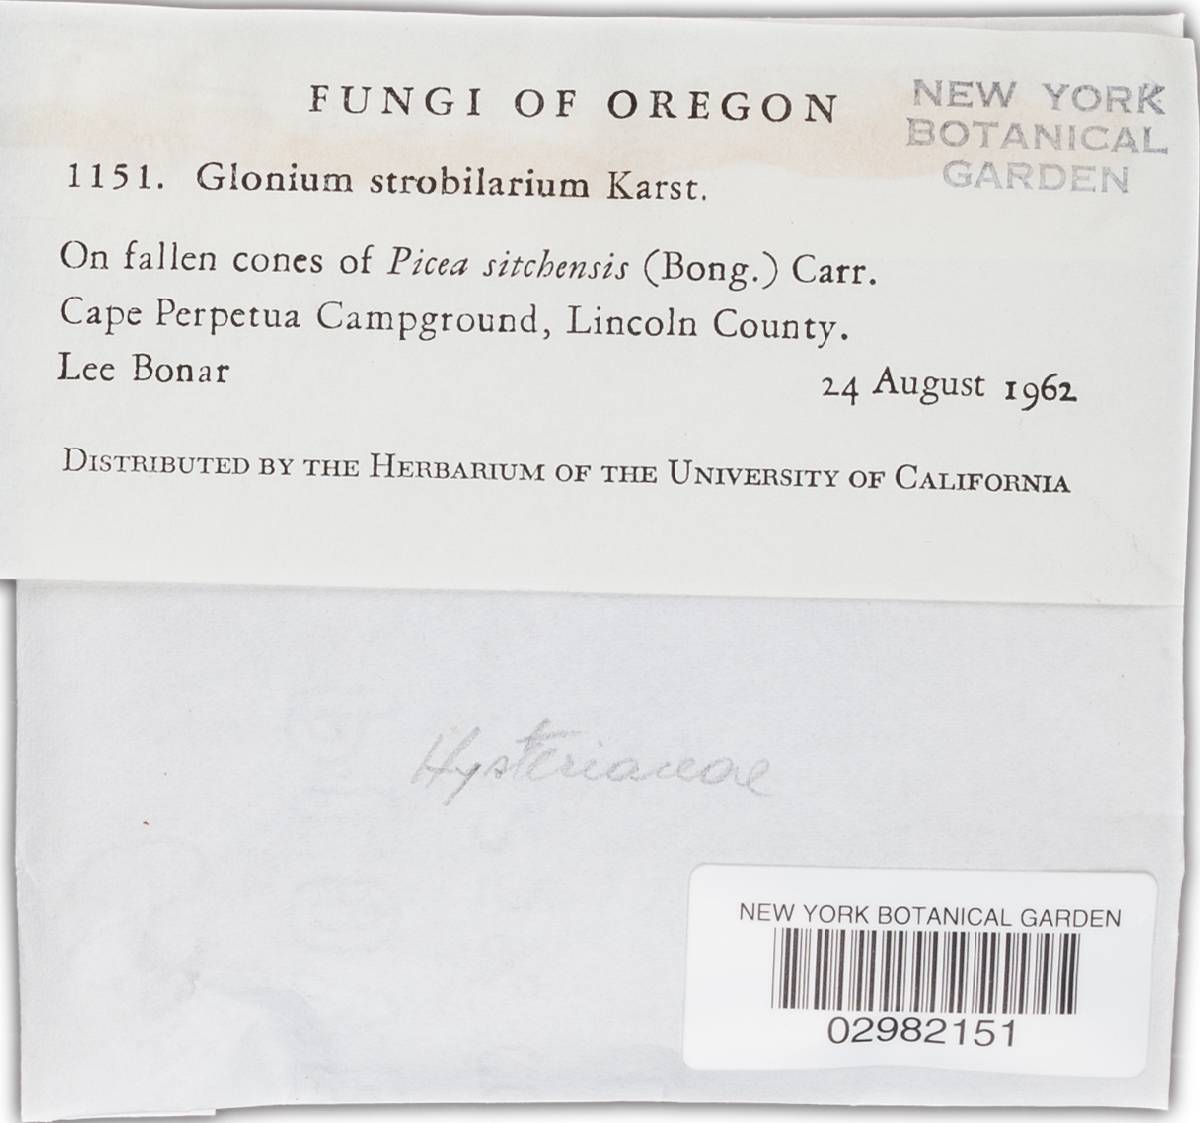 FUNGI OF OREGON
NEW YORK
BOTANICAL
GARDEN
1151. Glonium strobilarium Karst.
On fallen cones of Picea sitchensis (Bong.) Carr.
Cape Perpetua Campground, Lincoln County.
Lee Bonar 24 August 1962
DISTRIBUTED BY THE HERBARIUM OF THE UNIVERSITY OF CALIFORNIA
Hysteriaceae
NEW YORK BOTANICAL GARDEN
02982151